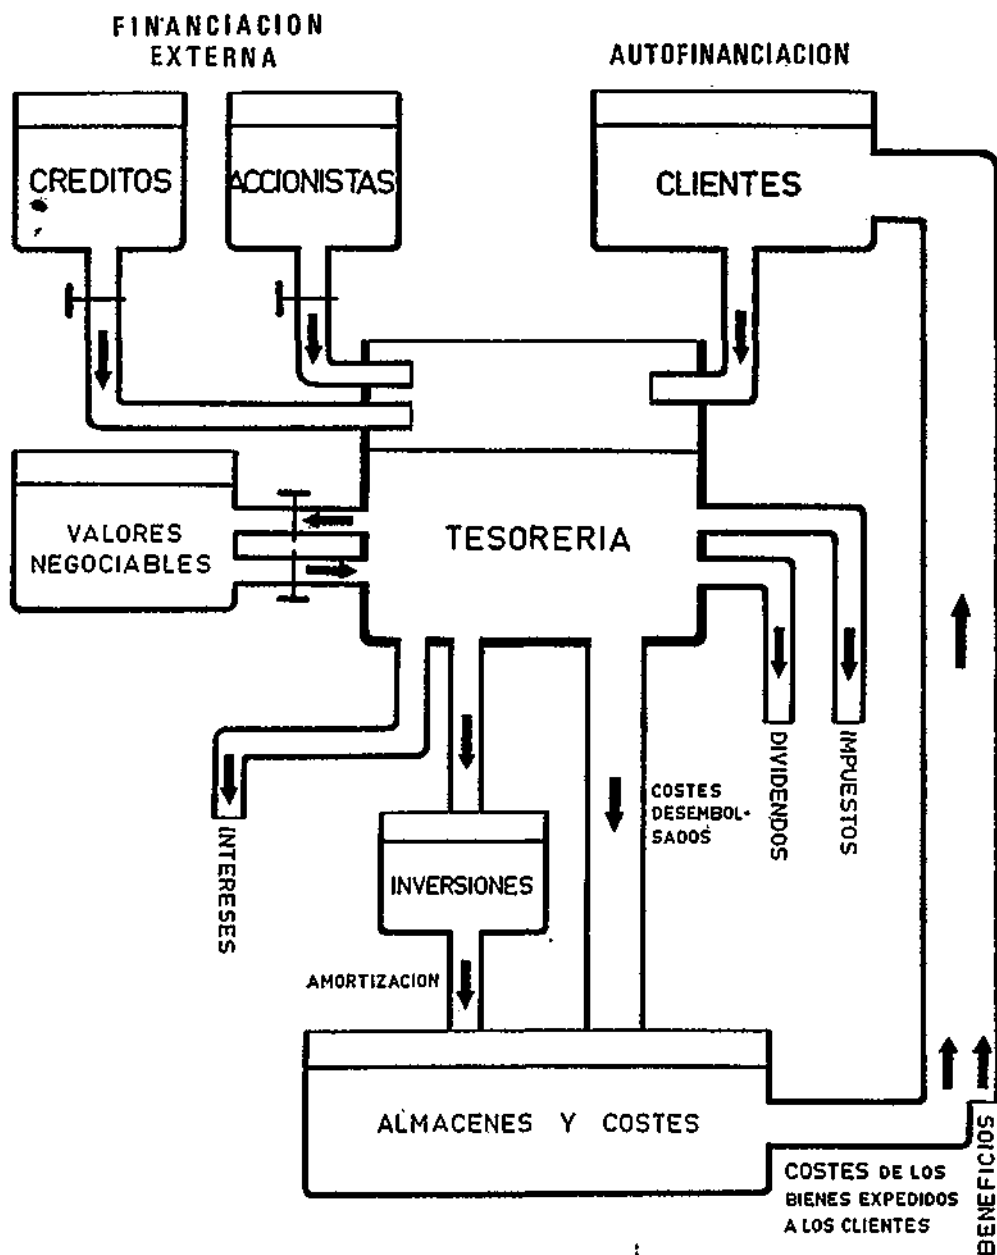 FINANCIACION
EXTERNA
AUTOFINANCIACION
CREDITOS
ACCIONISTAS
CLIENTES
VALORES
NEGOCIABLES
TESORERIA
INTERESES
COSTES
DESEMBOL-
SADOS
DIVIDENDOS
IMPUESTOS
INVERSIONES
AMORTIZACION
ALMACENES Y COSTES
COSTES DE LOS
BIENES EXPEDIDOS
A LOS CLIENTES
BENEFICIOS